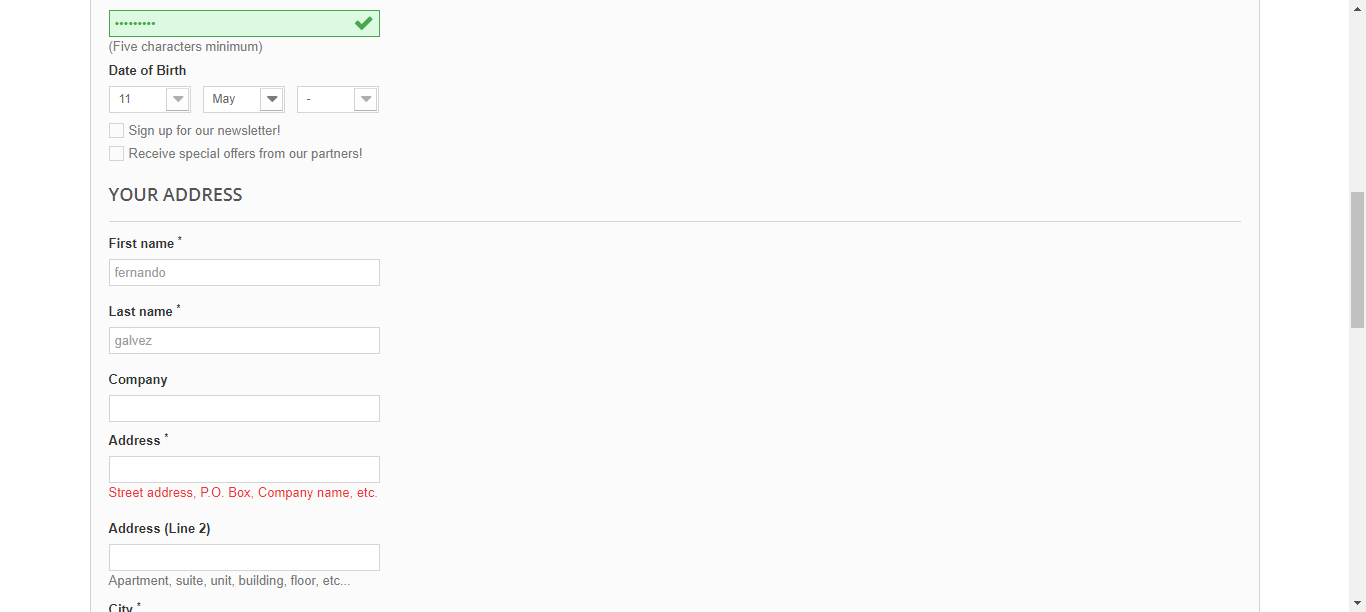 •••••••••
(Five characters minimum)
Date of Birth
11 May -
Sign up for our newsletter!
Receive special offers from our partners!
YOUR ADDRESS
First name *
fernando
Last name *
galvez
Company
Address *
Street address, P.O. Box, Company name, etc.
Address (Line 2)
Apartment, suite, unit, building, floor, etc...
City *